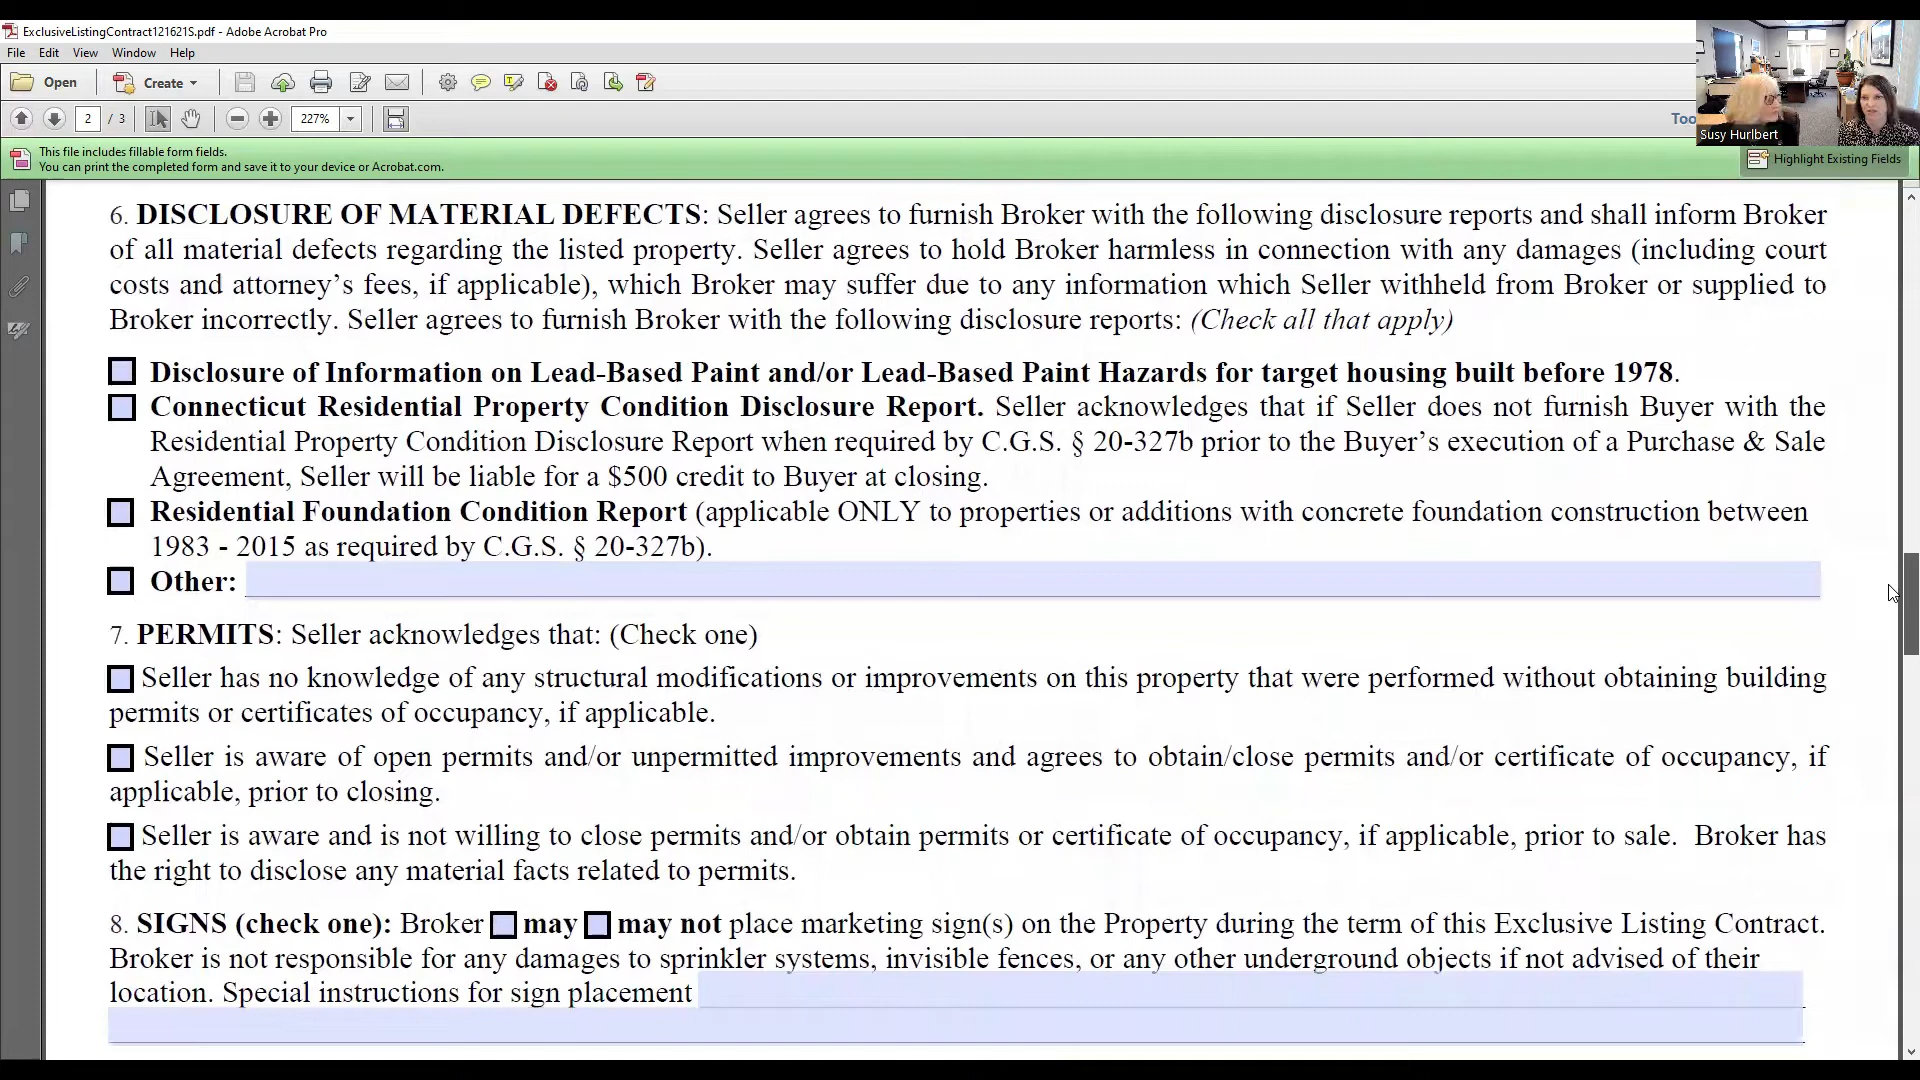 ExclusiveListingContract121621S.pdf - Adobe Acrobat Pro
File Edit View Window Help
Open Create
2 / 3 227%
Susy Hurlbert
This file includes fillable form fields.
You can print the completed form and save it to your device or Acrobat.com.
Highlight Existing Fields
6. DISCLOSURE OF MATERIAL DEFECTS: Seller agrees to furnish Broker with the following disclosure reports and shall inform Broker
of all material defects regarding the listed property. Seller agrees to hold Broker harmless in connection with any damages (including court
costs and attorney’s fees, if applicable), which Broker may suffer due to any information which Seller withheld from Broker or supplied to
Broker incorrectly. Seller agrees to furnish Broker with the following disclosure reports: (Check all that apply)
Disclosure of Information on Lead-Based Paint and/or Lead-Based Paint Hazards for target housing built before 1978.
Connecticut Residential Property Condition Disclosure Report. Seller acknowledges that if Seller does not furnish Buyer with the
Residential Property Condition Disclosure Report when required by C.G.S. § 20-327b prior to the Buyer’s execution of a Purchase & Sale
Agreement, Seller will be liable for a $500 credit to Buyer at closing.
Residential Foundation Condition Report (applicable ONLY to properties or additions with concrete foundation construction between
1983 - 2015 as required by C.G.S. § 20-327b).
Other:
7. PERMITS: Seller acknowledges that: (Check one)
Seller has no knowledge of any structural modifications or improvements on this property that were performed without obtaining building
permits or certificates of occupancy, if applicable.
Seller is aware of open permits and/or unpermitted improvements and agrees to obtain/close permits and/or certificate of occupancy, if
applicable, prior to closing.
Seller is aware and is not willing to close permits and/or obtain permits or certificate of occupancy, if applicable, prior to sale. Broker has
the right to disclose any material facts related to permits.
8. SIGNS (check one): Broker may may not place marketing sign(s) on the Property during the term of this Exclusive Listing Contract.
Broker is not responsible for any damages to sprinkler systems, invisible fences, or any other underground objects if not advised of their
location. Special instructions for sign placement